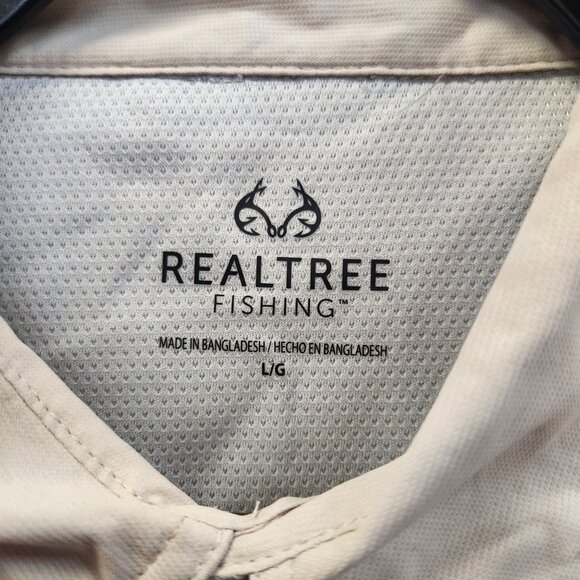 REALTREE
FISHING™
MADE IN BANGLADESH / HECHO EN BANGLADESH
L/G